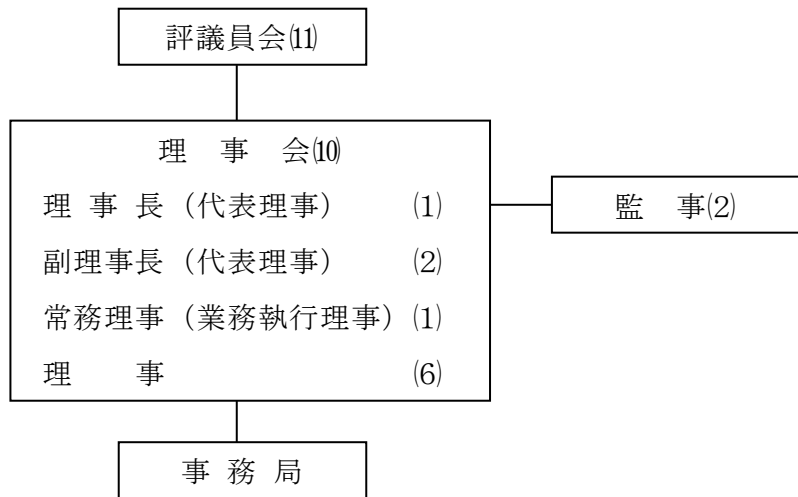 評議員会⑾
理　事　会⑽
理 事 長（代表理事）　　⑴
監　事⑵
副理事長（代表理事）　　⑵
常務理事（業務執行理事）⑴
理　　事　　　　　　　　⑹
事 務 局